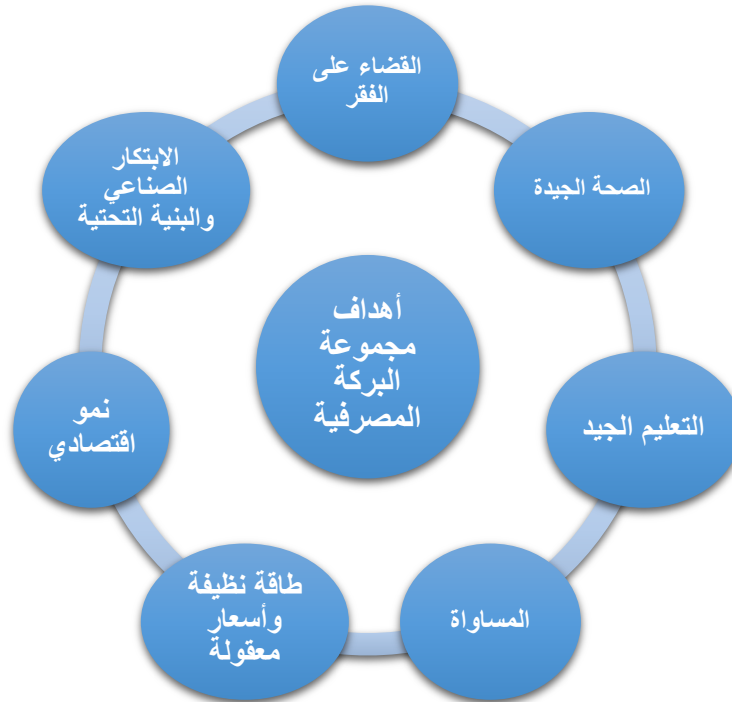 القضاء على
الفقر
الصحة الجيدة
التعليم الجيد
المساواة
طاقة نظيفة
وأسعار
معقولة
نمو
اقتصادي
الابتكار
الصناعي
والبنية التحتية
أهداف
مجموعة
البركة
المصرفية